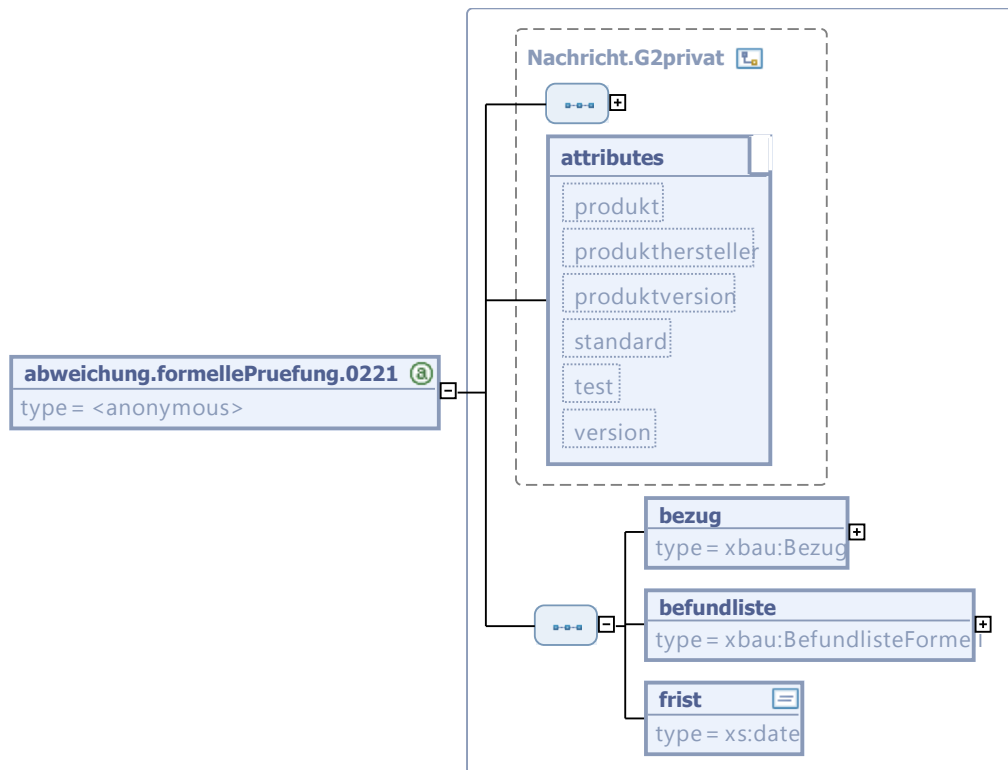 Nachricht.G2privat
attributes
produkt
produkthersteller
produktversion
standard
test
version
abweichung.formellePruefung.0221
type = <anonymous>
bezug
type = xbau:Bezug
befundliste
type = xbau:BefundlisteFormell
frist
type = xs:date